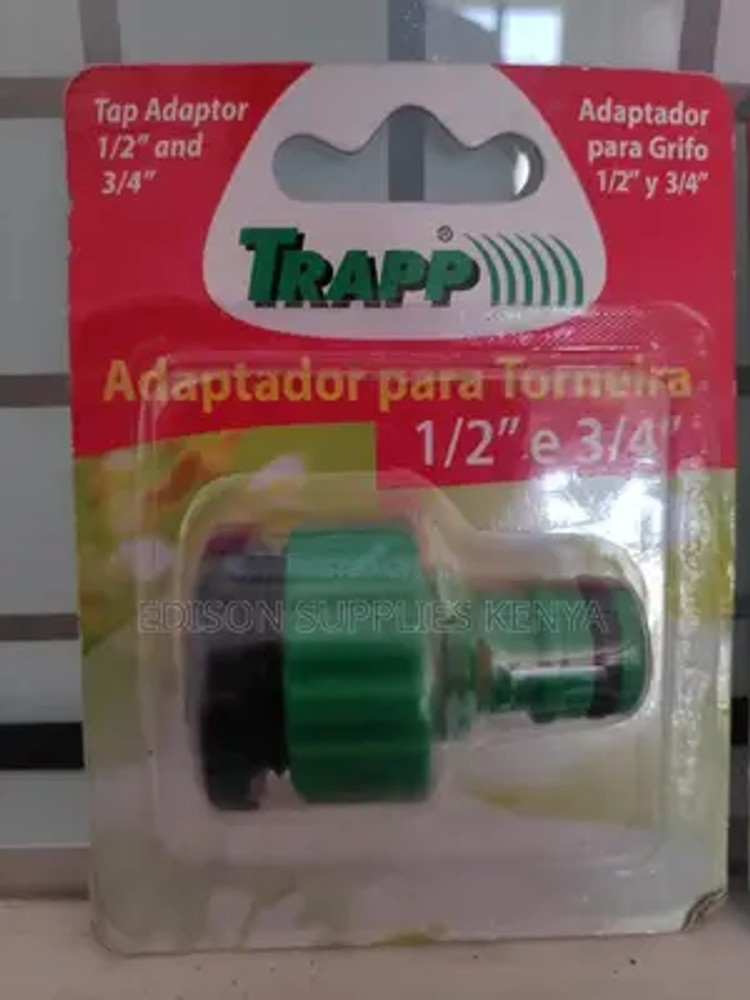 Tap Adaptor
1/2" and
3/4"
Adaptador
para Grifo
1/2" y 3/4"
TRAPP®
Adaptador para Torneira
1/2" e 3/4"
EDISON SUPPLIES KENYA